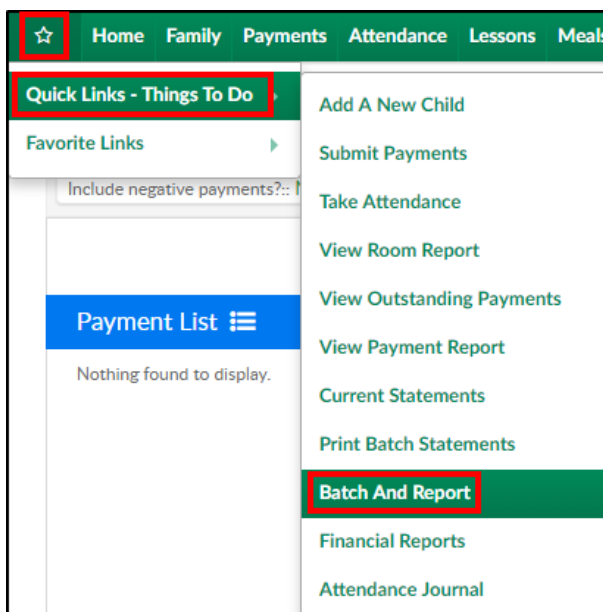 Home Family Payments Attendance Lessons Meals
Quick Links - Things To Do
Favorite Links
Add A New Child
Submit Payments
Take Attendance
View Room Report
View Outstanding Payments
View Payment Report
Current Statements
Print Batch Statements
Batch And Report
Financial Reports
Attendance Journal
Include negative payments?::
Payment List
Nothing found to display.